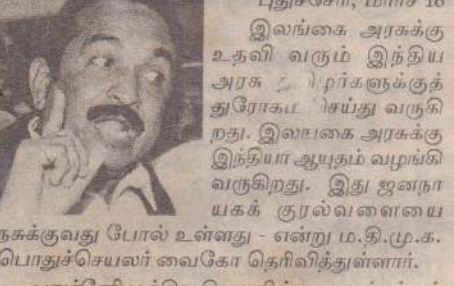 புதுச்சேரி, மார்ச் 16
இலங்கை அரசுக்கு
உதவி வரும் இந்திய
அரசு
துரோகம் செய்து வருகி
றது. இலங்கை அரசுக்கு
இந்தியா ஆயுதம் வழங்கி
வருகிறது. இது ஜனநா
யகக் குரல்வளையை
நசுக்குவது போல் உள்ளது - என்று ம.தி.மு.க.
பொதுச்செயலர் வைகோ தெரிவித்துள்ளார்.